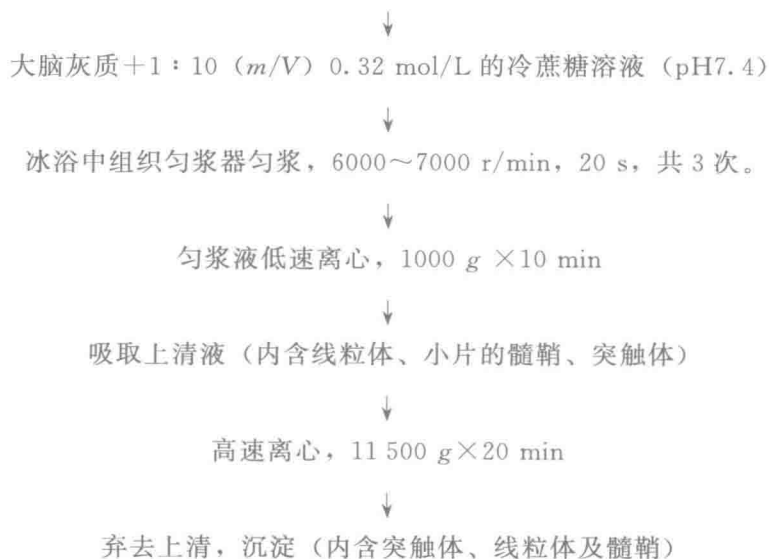 ↓
大脑灰质+1∶10（m/V）0.32 mol/L 的冷蔗糖溶液（pH7.4）
↓
冰浴中组织匀浆器匀浆，6000～7000 r/min，20 s，共 3 次。
↓
匀浆液低速离心，1000 g ×10 min
↓
吸取上清液（内含线粒体、小片的髓鞘、突触体）
↓
高速离心，11 500 g×20 min
↓
弃去上清，沉淀（内含突触体、线粒体及髓鞘）